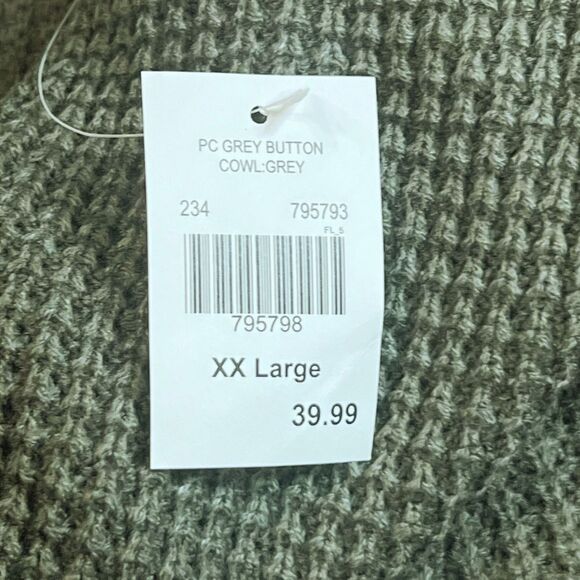 PC GREY BUTTON
COWL:GREY
234 795793
FL_5
795798
XX Large
39.99